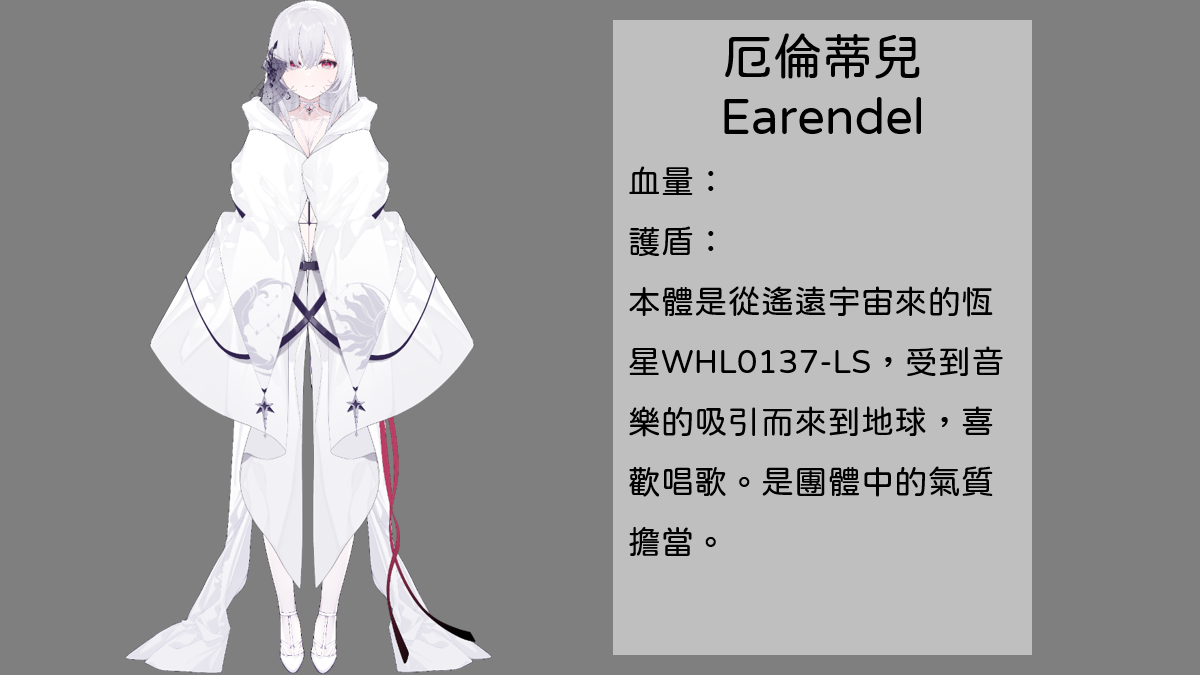 厄倫蒂兒
Earendel
血量：
護盾：
本體是從遙遠宇宙來的恆
星WHL0137-LS，受到音
樂的吸引而來到地球，喜
歡唱歌。是團體中的氣質
擔當。